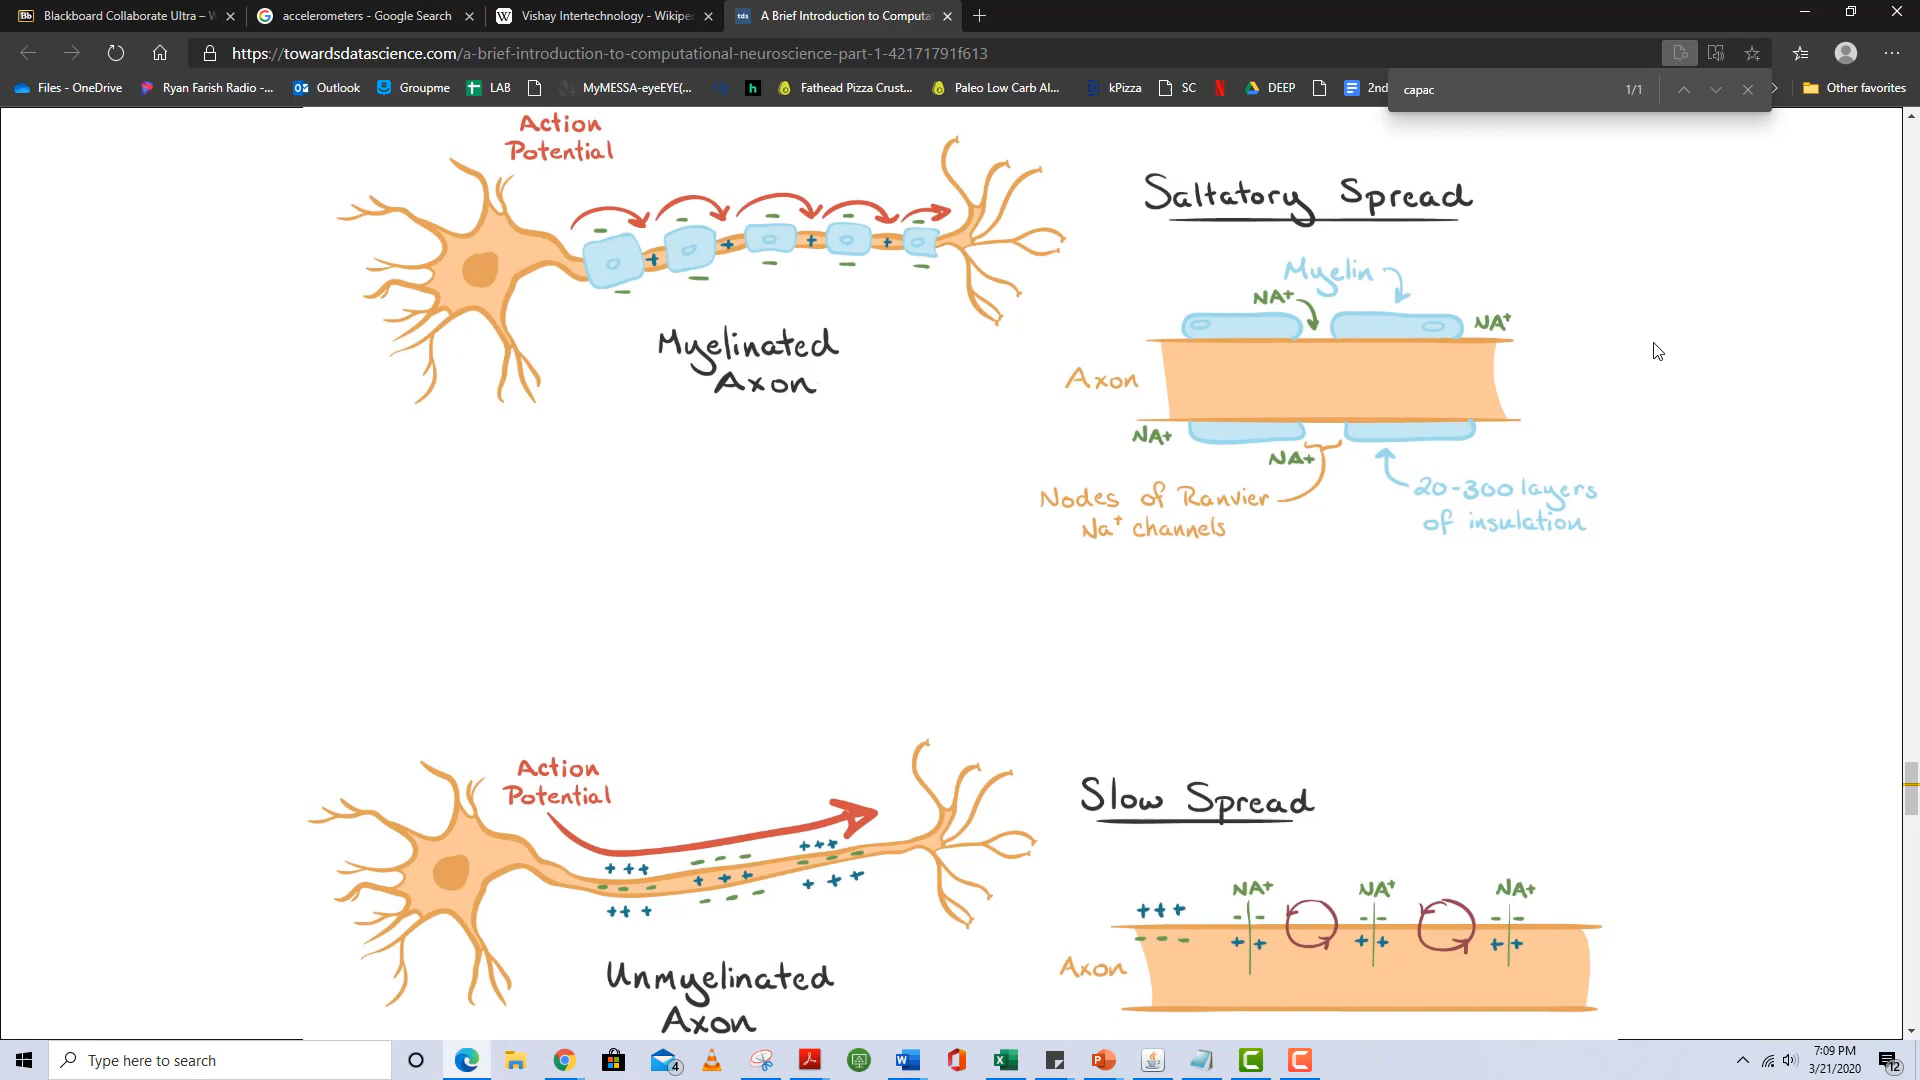 Blackboard Collaborate Ultra –
accelerometers - Google Search
Vishay Intertechnology - Wikipe
A Brief Introduction to Computa
https://towardsdatascience.com/a-brief-introduction-to-computational-neuroscience-part-1-42171791f613
Files - OneDrive
Ryan Farish Radio -...
Outlook
Groupme
LAB
MyMESSA-eyeEYE(...
Fathead Pizza Crust...
Paleo Low Carb Al...
kPizza
SC
DEEP
2nd
capac
1/1
Other favorites
Action
Potential
Myelinated
Axon
Saltatory Spread
Myelin
NA+
NA+
Axon
NA+
NA+
Nodes of Ranvier
Na+ channels
20-300 layers
of insulation
Action
Potential
Unmyelinated
Axon
Slow Spread
NA+ NA+ NA+
Axon
Type here to search
4
7:09 PM
3/21/2020
12